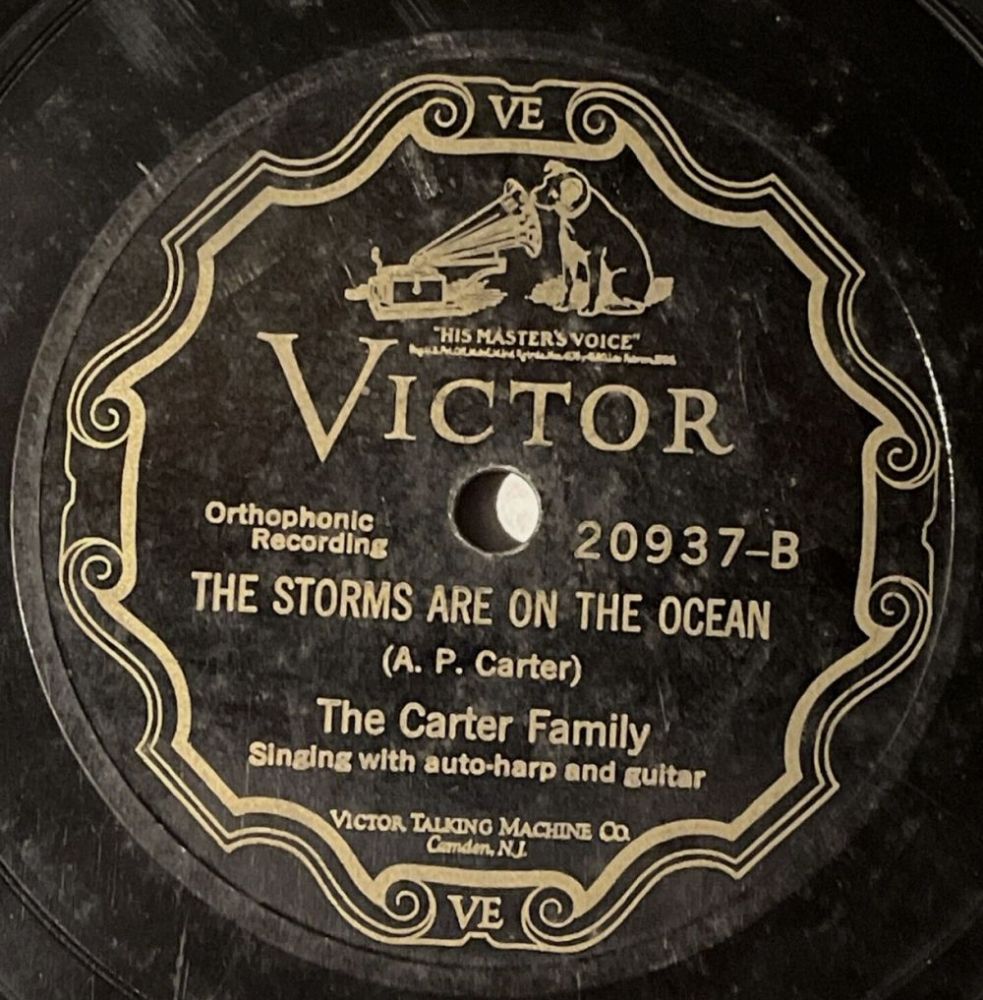 VE
"HIS MASTER'S VOICE"
VICTOR
Orthophonic
Recording
20937-B
THE STORMS ARE ON THE OCEAN
(A. P. Carter)
The Carter Family
Singing with auto-harp and guitar
VICTOR TALKING MACHINE CO.
Camden, N.J.
VE